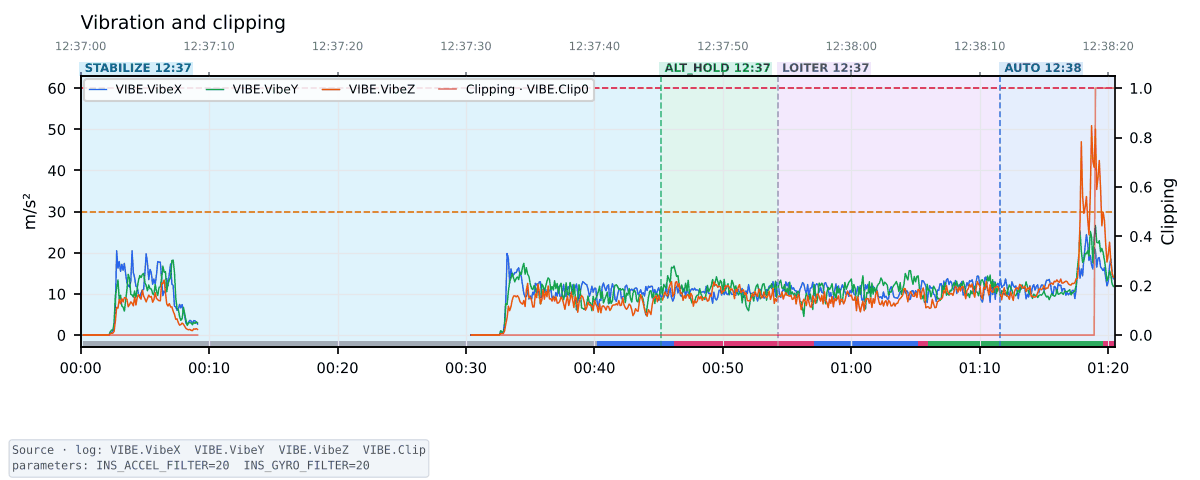 Vibration and clipping
12:37:00 12:37:10 12:37:20 12:37:30 12:37:40 12:37:50 12:38:00 12:38:10 12:38:20
STABILIZE 12:37 ALT_HOLD 12:37 LOITER 12:37 AUTO 12:38
VIBE.VibeX VIBE.VibeY VIBE.VibeZ Clipping · VIBE.Clip0
60
50
40
30
20
10
0
m/s²
1.0
0.8
0.6
0.4
0.2
0.0
Clipping
00:00 00:10 00:20 00:30 00:40 00:50 01:00 01:10 01:20
Source · log: VIBE.VibeX VIBE.VibeY VIBE.VibeZ VIBE.Clip
parameters: INS_ACCEL_FILTER=20 INS_GYRO_FILTER=20